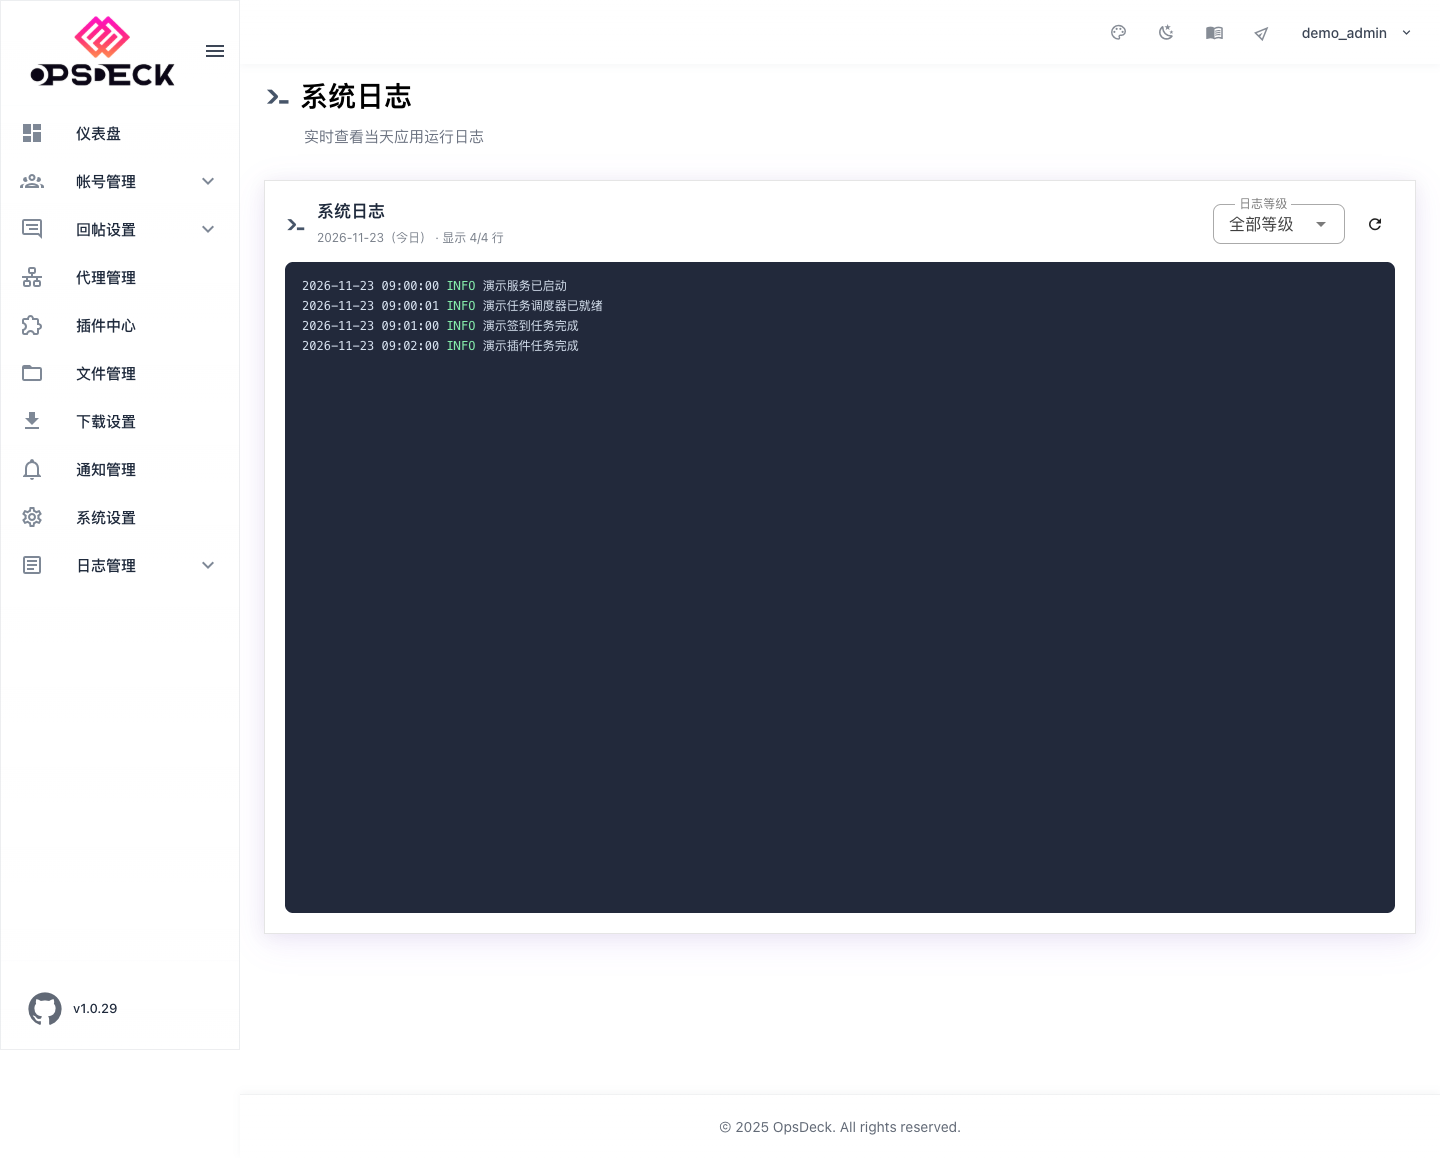 OPSDECK
仪表盘
帐号管理
回帖设置
代理管理
插件中心
文件管理
下载设置
通知管理
系统设置
日志管理
v1.0.29
demo_admin
系统日志
实时查看当天应用运行日志
系统日志
2026-11-23（今日） · 显示 4/4 行
日志等级
全部等级
2026-11-23 09:00:00 INFO 演示服务已启动
2026-11-23 09:00:01 INFO 演示任务调度器已就绪
2026-11-23 09:01:00 INFO 演示签到任务完成
2026-11-23 09:02:00 INFO 演示插件任务完成
© 2025 OpsDeck. All rights reserved.